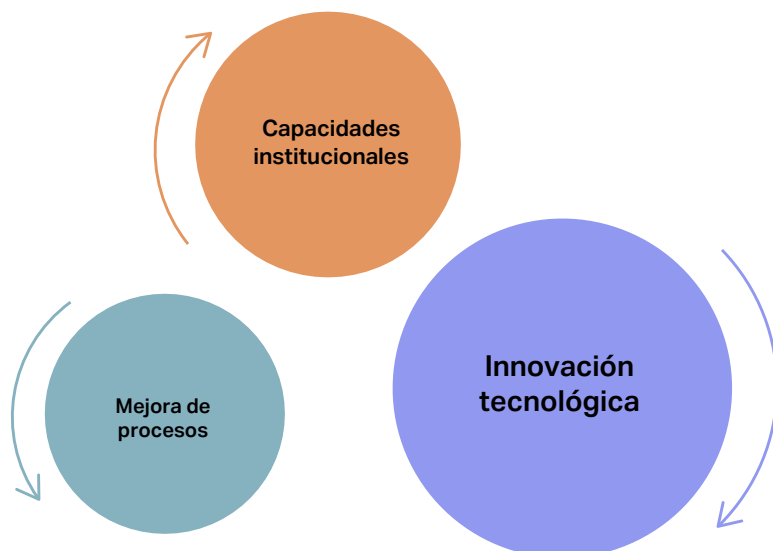 Capacidades
institucionales
Innovación
tecnológica
Mejora de
procesos